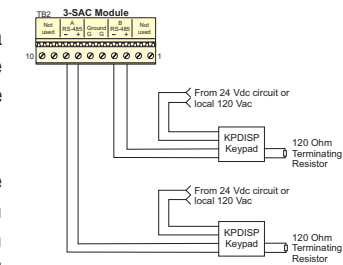 TB2 3-SAC Module
Not used A RS-485 Ground B RS-485 Not used
− + G G − +
10 1
From 24 Vdc circuit or
local 120 Vac
KPDISP
Keypad
120 Ohm
Terminating
Resistor
From 24 Vdc circuit or
local 120 Vac
KPDISP
Keypad
120 Ohm
Terminating
Resistor